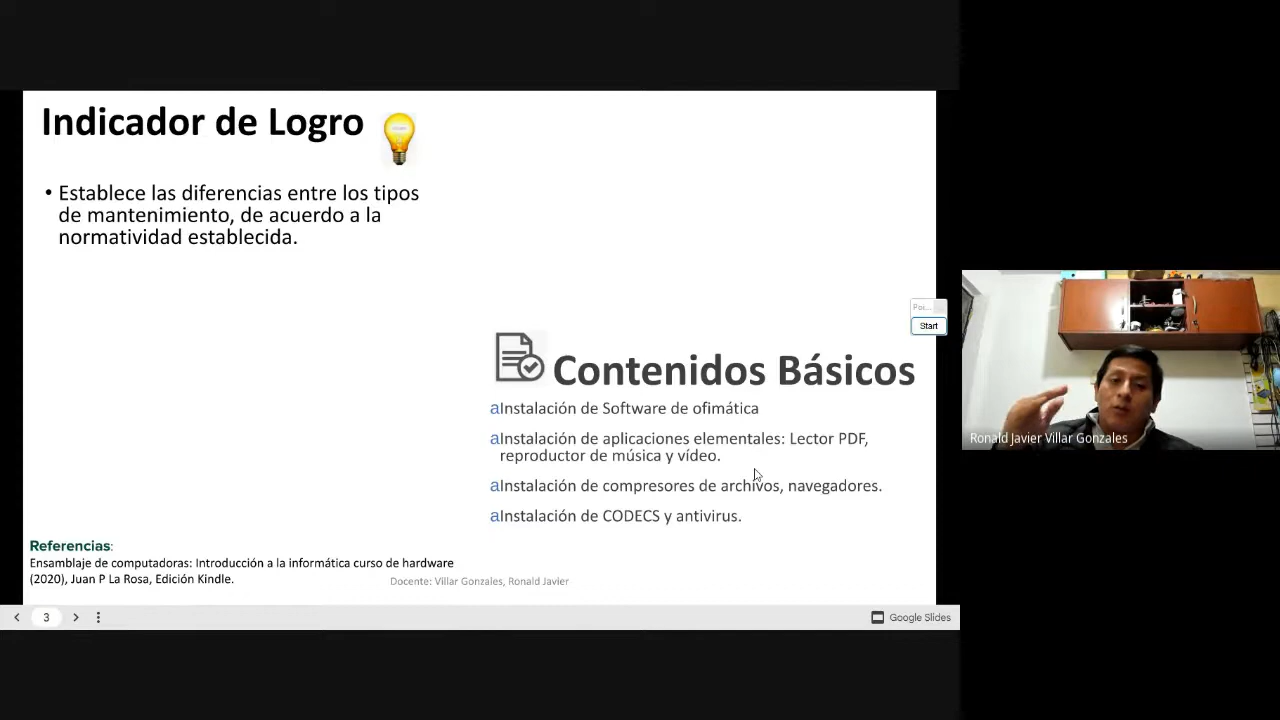 Indicador de Logro
• Establece las diferencias entre los tipos
de mantenimiento, de acuerdo a la
normatividad establecida.
Contenidos Básicos
aInstalación de Software de ofimática
aInstalación de aplicaciones elementales: Lector PDF,
reproductor de música y vídeo.
aInstalación de compresores de archivos, navegadores.
aInstalación de CODECS y antivirus.
Referencias:
Ensamblaje de computadoras: Introducción a la informática curso de hardware
(2020), Juan P La Rosa, Edición Kindle.
Docente: Villar Gonzales, Ronald Javier
3
Google Slides
Start
Ronald Javier Villar Gonzales